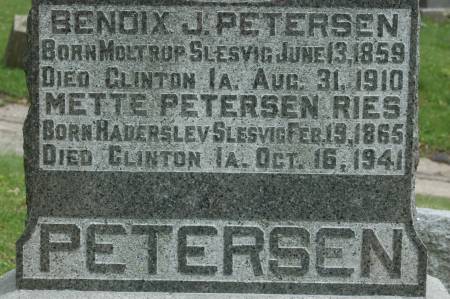 BENDIX J. PETERSEN
BORN MOLTRUP SLESVIG JUNE 13, 1859
DIED CLINTON IA. AUG. 31, 1910
METTE PETERSEN RIES
BORN HADERSLEV SLESVIG FEB. 19, 1865
DIED CLINTON IA. OCT. 16, 1941
PETERSEN